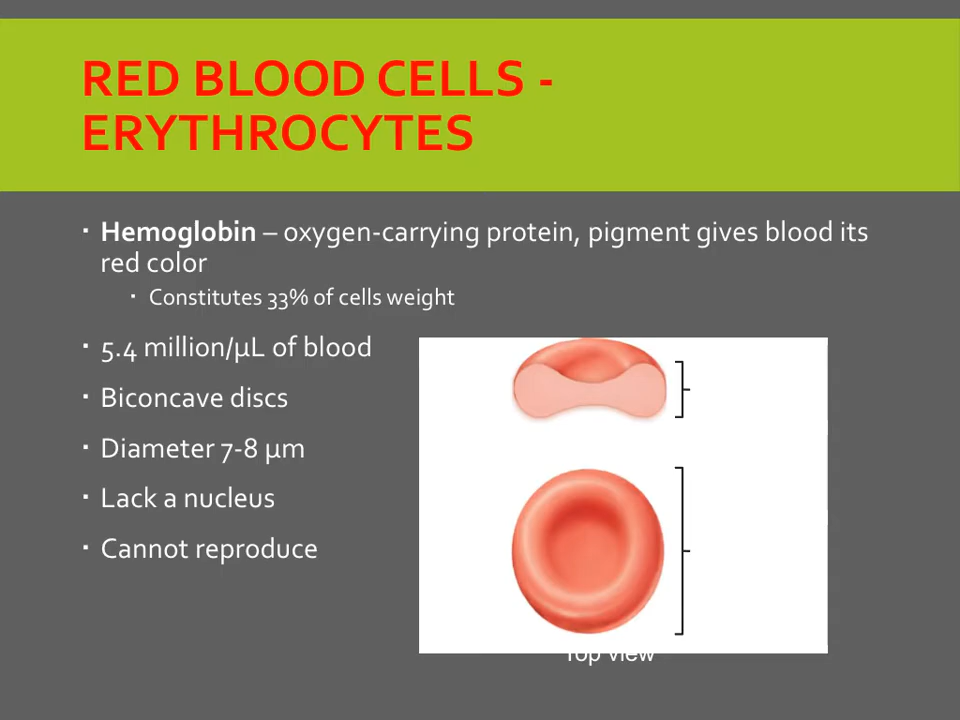 RED BLOOD CELLS -
ERYTHROCYTES
▪ Hemoglobin – oxygen-carrying protein, pigment gives blood its
red color
▪ Constitutes 33% of cells weight
▪ 5.4 million/µL of blood
▪ Biconcave discs
▪ Diameter 7-8 µm
▪ Lack a nucleus
▪ Cannot reproduce
Top view